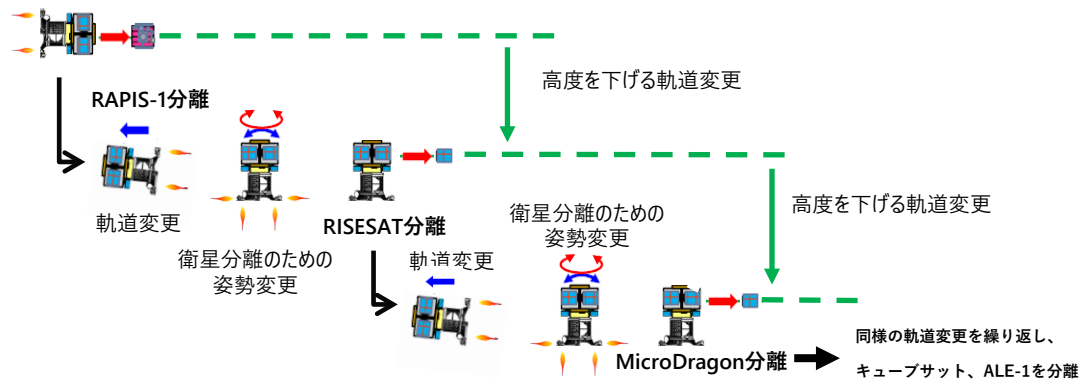 高度を下げる軌道変更
RAPIS-1分離
軌道変更
衛星分離のための
姿勢変更
RISESAT分離
高度を下げる軌道変更
軌道変更
衛星分離のための
姿勢変更
MicroDragon分離
同様の軌道変更を繰り返し、
キューブサット、ALE-1を分離